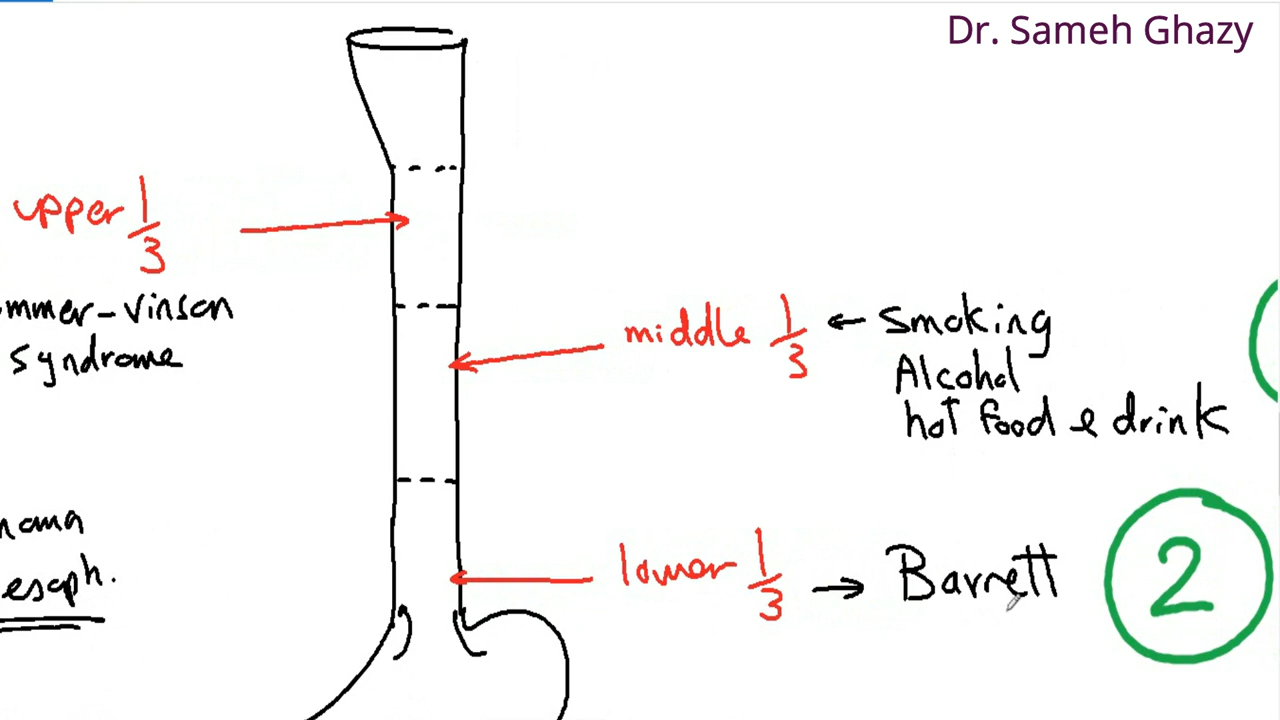 Dr. Sameh Ghazy
upper 1/3
mmer-vinson
syndrome
middle 1/3 ← smoking
Alcohol
hot food & drink
nama
esoph.
lower 1/3 → Barrett
2